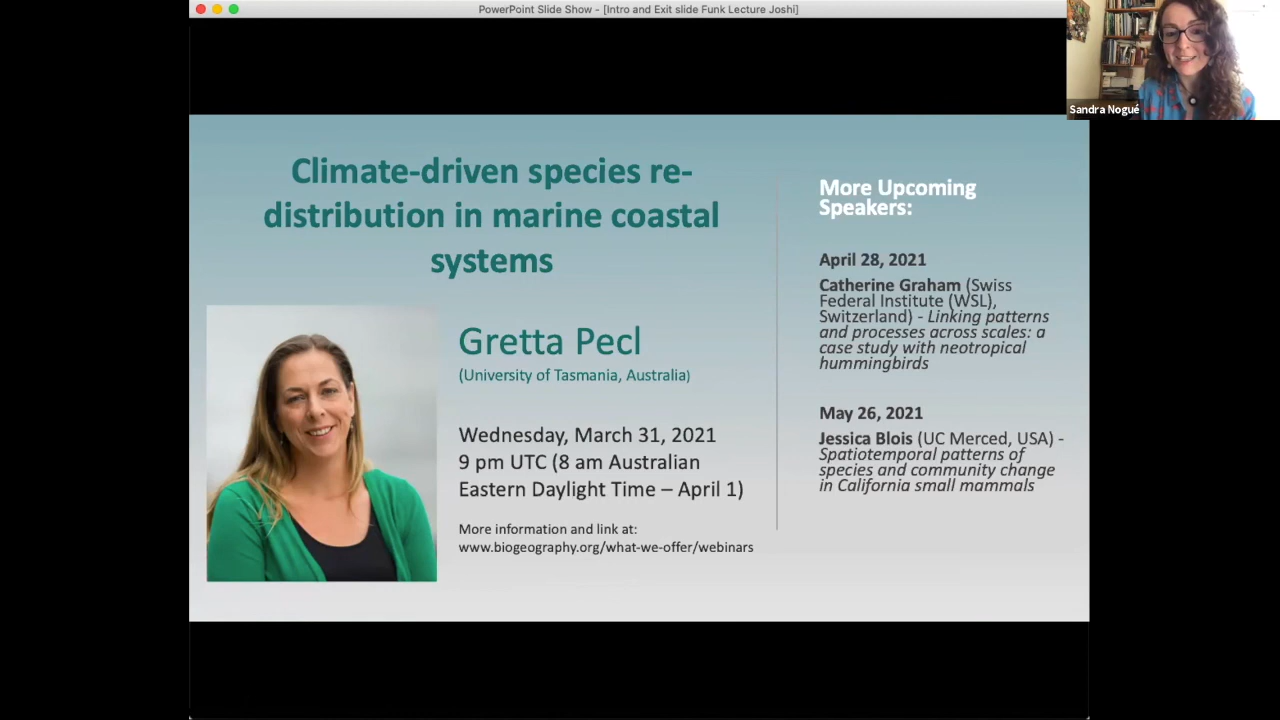 PowerPoint Slide Show - [Intro and Exit slide Funk Lecture Joshi]
Sandra Nogué
Climate-driven species re-
distribution in marine coastal
systems
Gretta Pecl
(University of Tasmania, Australia)
Wednesday, March 31, 2021
9 pm UTC (8 am Australian
Eastern Daylight Time – April 1)
More information and link at:
www.biogeography.org/what-we-offer/webinars
More Upcoming
Speakers:
April 28, 2021
Catherine Graham (Swiss
Federal Institute (WSL),
Switzerland) - Linking patterns
and processes across scales: a
case study with neotropical
hummingbirds
May 26, 2021
Jessica Blois (UC Merced, USA) -
Spatiotemporal patterns of
species and community change
in California small mammals